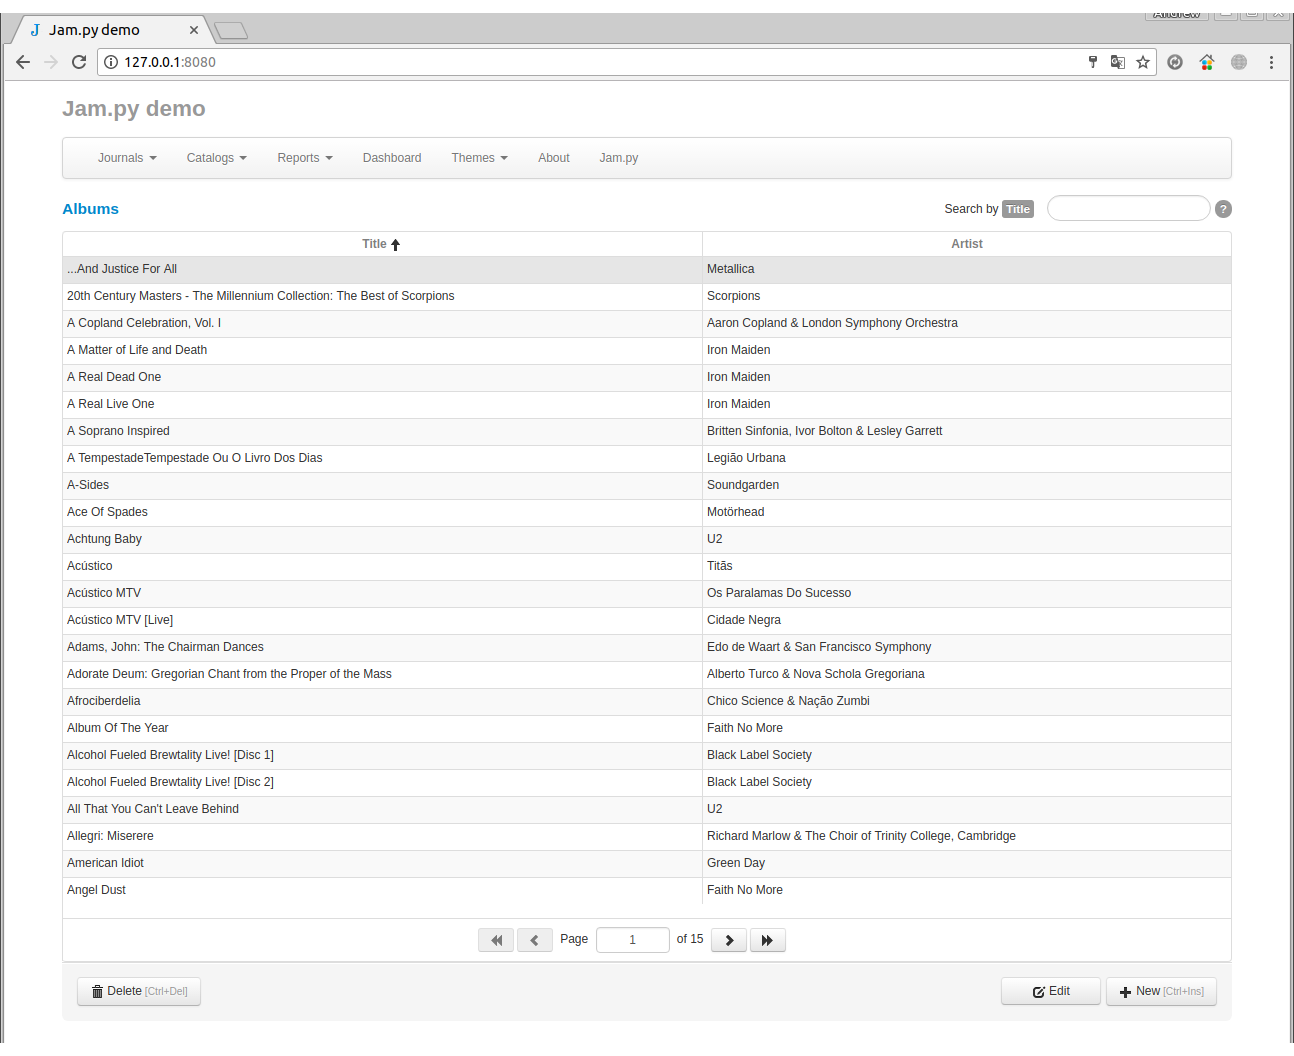 Andrew
Jam.py demo
127.0.0.1:8080
Jam.py demo
Journals Catalogs Reports Dashboard Themes About Jam.py
Albums Search by Title ?
Title Artist
...And Justice For All Metallica
20th Century Masters - The Millennium Collection: The Best of Scorpions Scorpions
A Copland Celebration, Vol. I Aaron Copland & London Symphony Orchestra
A Matter of Life and Death Iron Maiden
A Real Dead One Iron Maiden
A Real Live One Iron Maiden
A Soprano Inspired Britten Sinfonia, Ivor Bolton & Lesley Garrett
A TempestadeTempestade Ou O Livro Dos Dias Legião Urbana
A-Sides Soundgarden
Ace Of Spades Motörhead
Achtung Baby U2
Acústico Titãs
Acústico MTV Os Paralamas Do Sucesso
Acústico MTV [Live] Cidade Negra
Adams, John: The Chairman Dances Edo de Waart & San Francisco Symphony
Adorate Deum: Gregorian Chant from the Proper of the Mass Alberto Turco & Nova Schola Gregoriana
Afrociberdelia Chico Science & Nação Zumbi
Album Of The Year Faith No More
Alcohol Fueled Brewtality Live! [Disc 1] Black Label Society
Alcohol Fueled Brewtality Live! [Disc 2] Black Label Society
All That You Can't Leave Behind U2
Allegri: Miserere Richard Marlow & The Choir of Trinity College, Cambridge
American Idiot Green Day
Angel Dust Faith No More
Page 1 of 15
Delete [Ctrl+Del] Edit New [Ctrl+Ins]